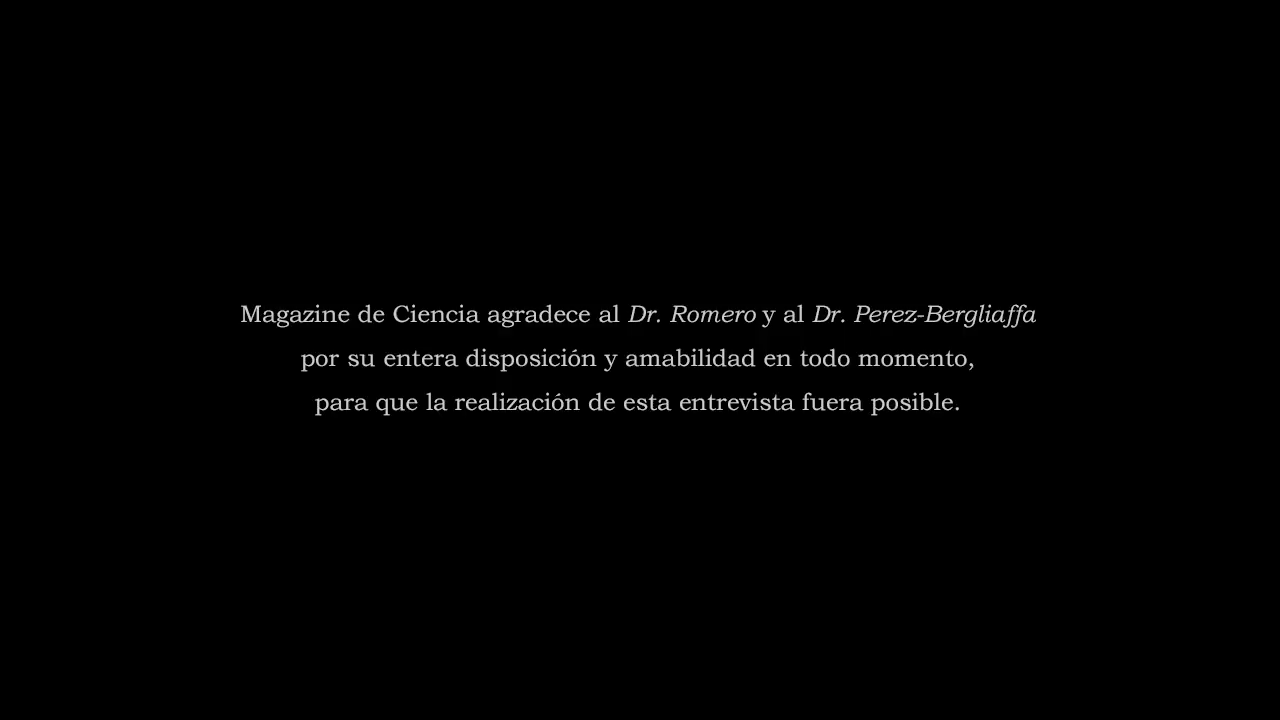 Magazine de Ciencia agradece al Dr. Romero y al Dr. Perez-Bergliaffa
por su entera disposición y amabilidad en todo momento,
para que la realización de esta entrevista fuera posible.